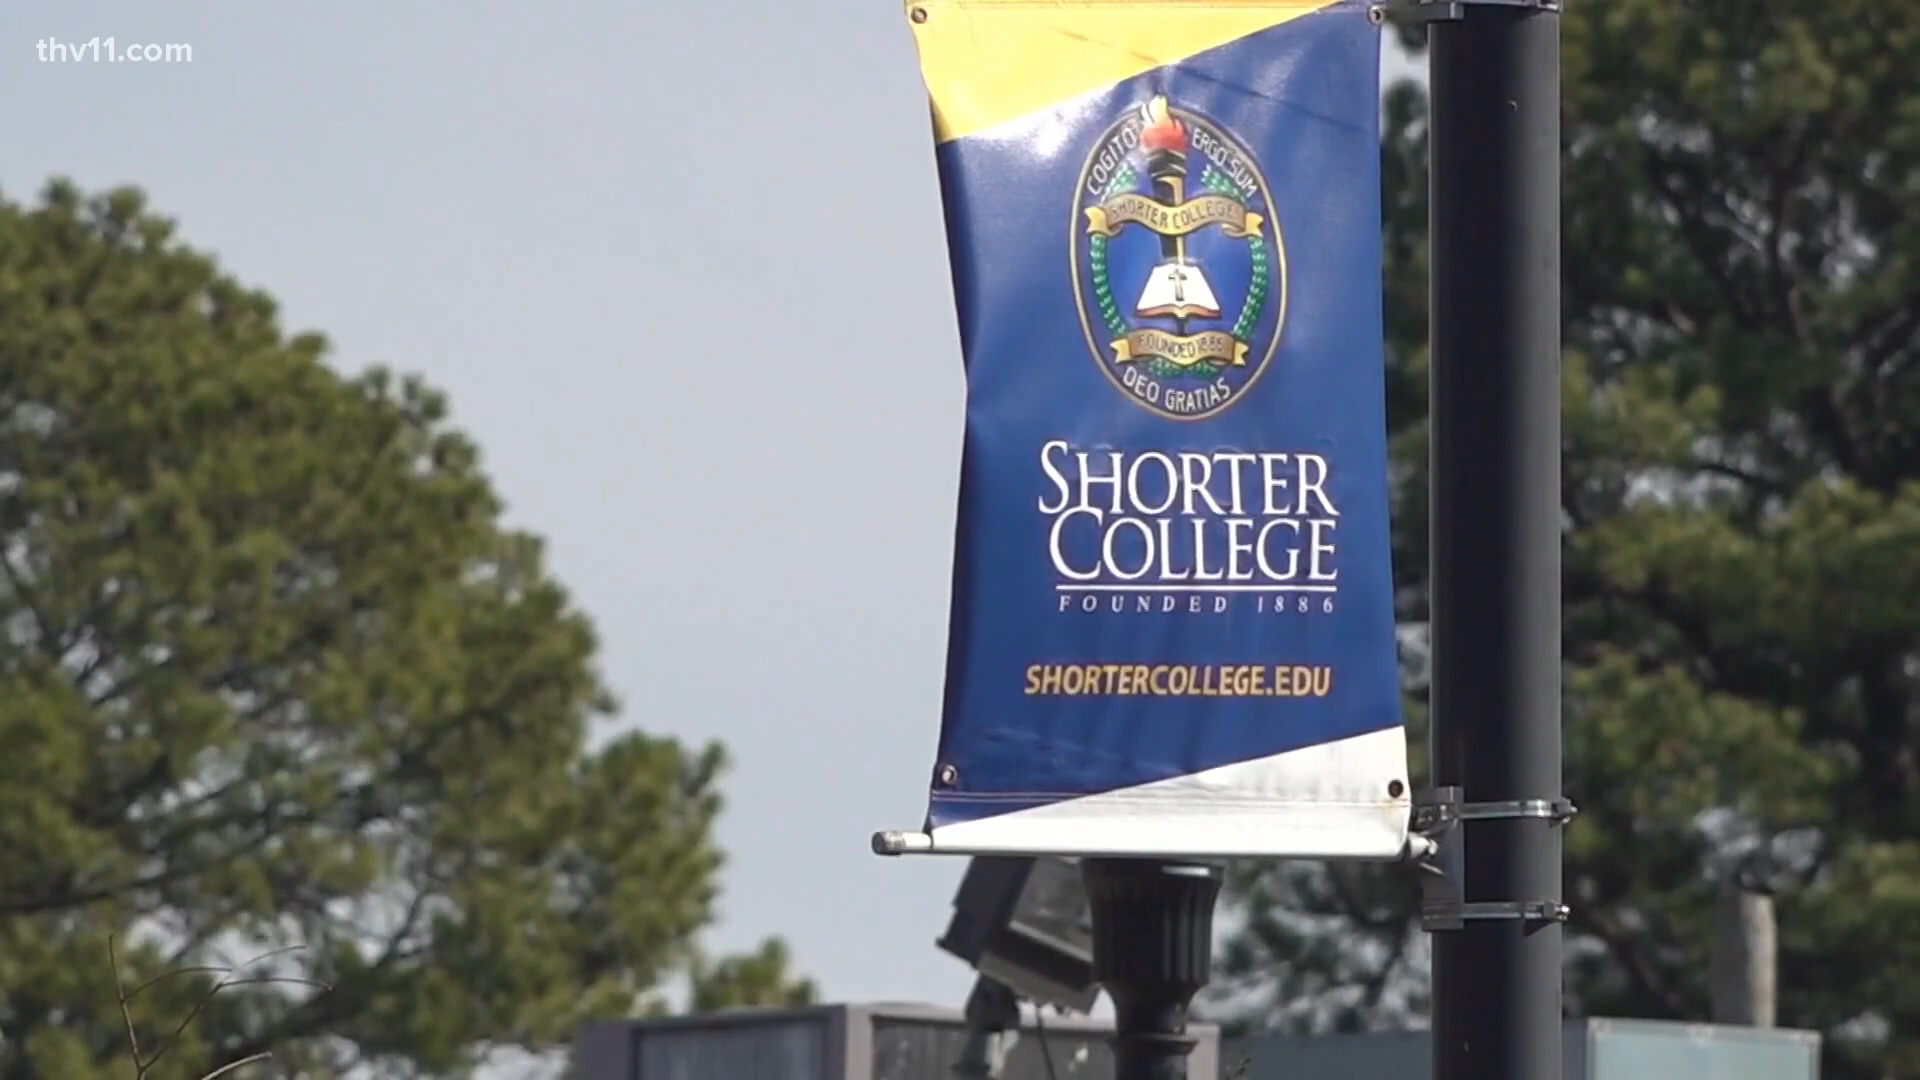 thv11.com
COGITO ERGO SUM
SHORTER COLLEGE
FOUNDED 1886
DEO GRATIAS
SHORTER
COLLEGE
FOUNDED 1886
SHORTERCOLLEGE.EDU